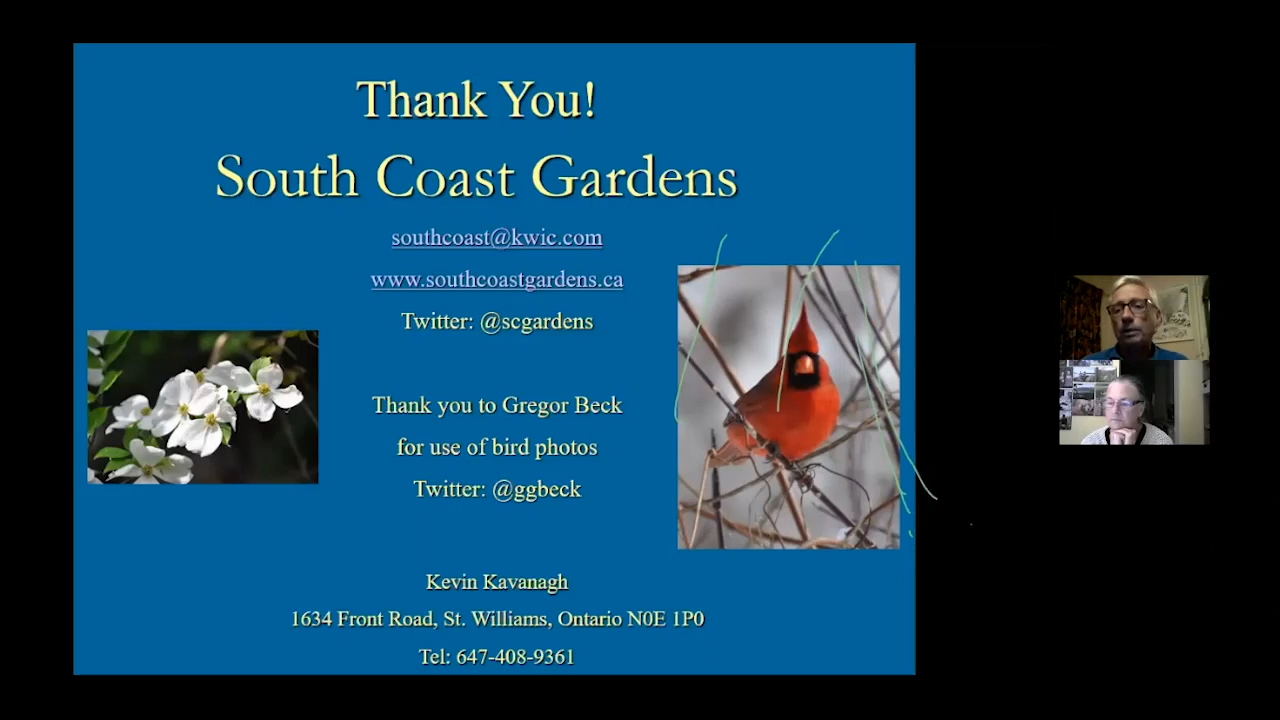 Thank You!
South Coast Gardens
southcoast@kwic.com
www.southcoastgardens.ca
Twitter: @scgardens
Thank you to Gregor Beck
for use of bird photos
Twitter: @ggbeck
Kevin Kavanagh
1634 Front Road, St. Williams, Ontario N0E 1P0
Tel: 647-408-9361